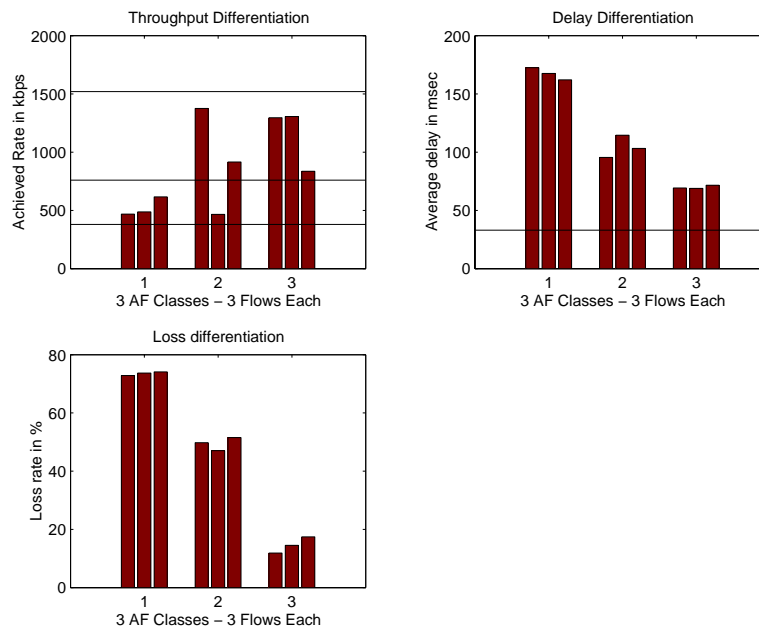 Throughput Differentiation
Achieved Rate in kbps
2000
1500
1000
500
0
1 2 3
3 AF Classes − 3 Flows Each
Delay Differentiation
Average delay in msec
200
150
100
50
0
1 2 3
3 AF Classes − 3 Flows Each
Loss differentiation
Loss rate in %
80
60
40
20
0
1 2 3
3 AF Classes − 3 Flows Each